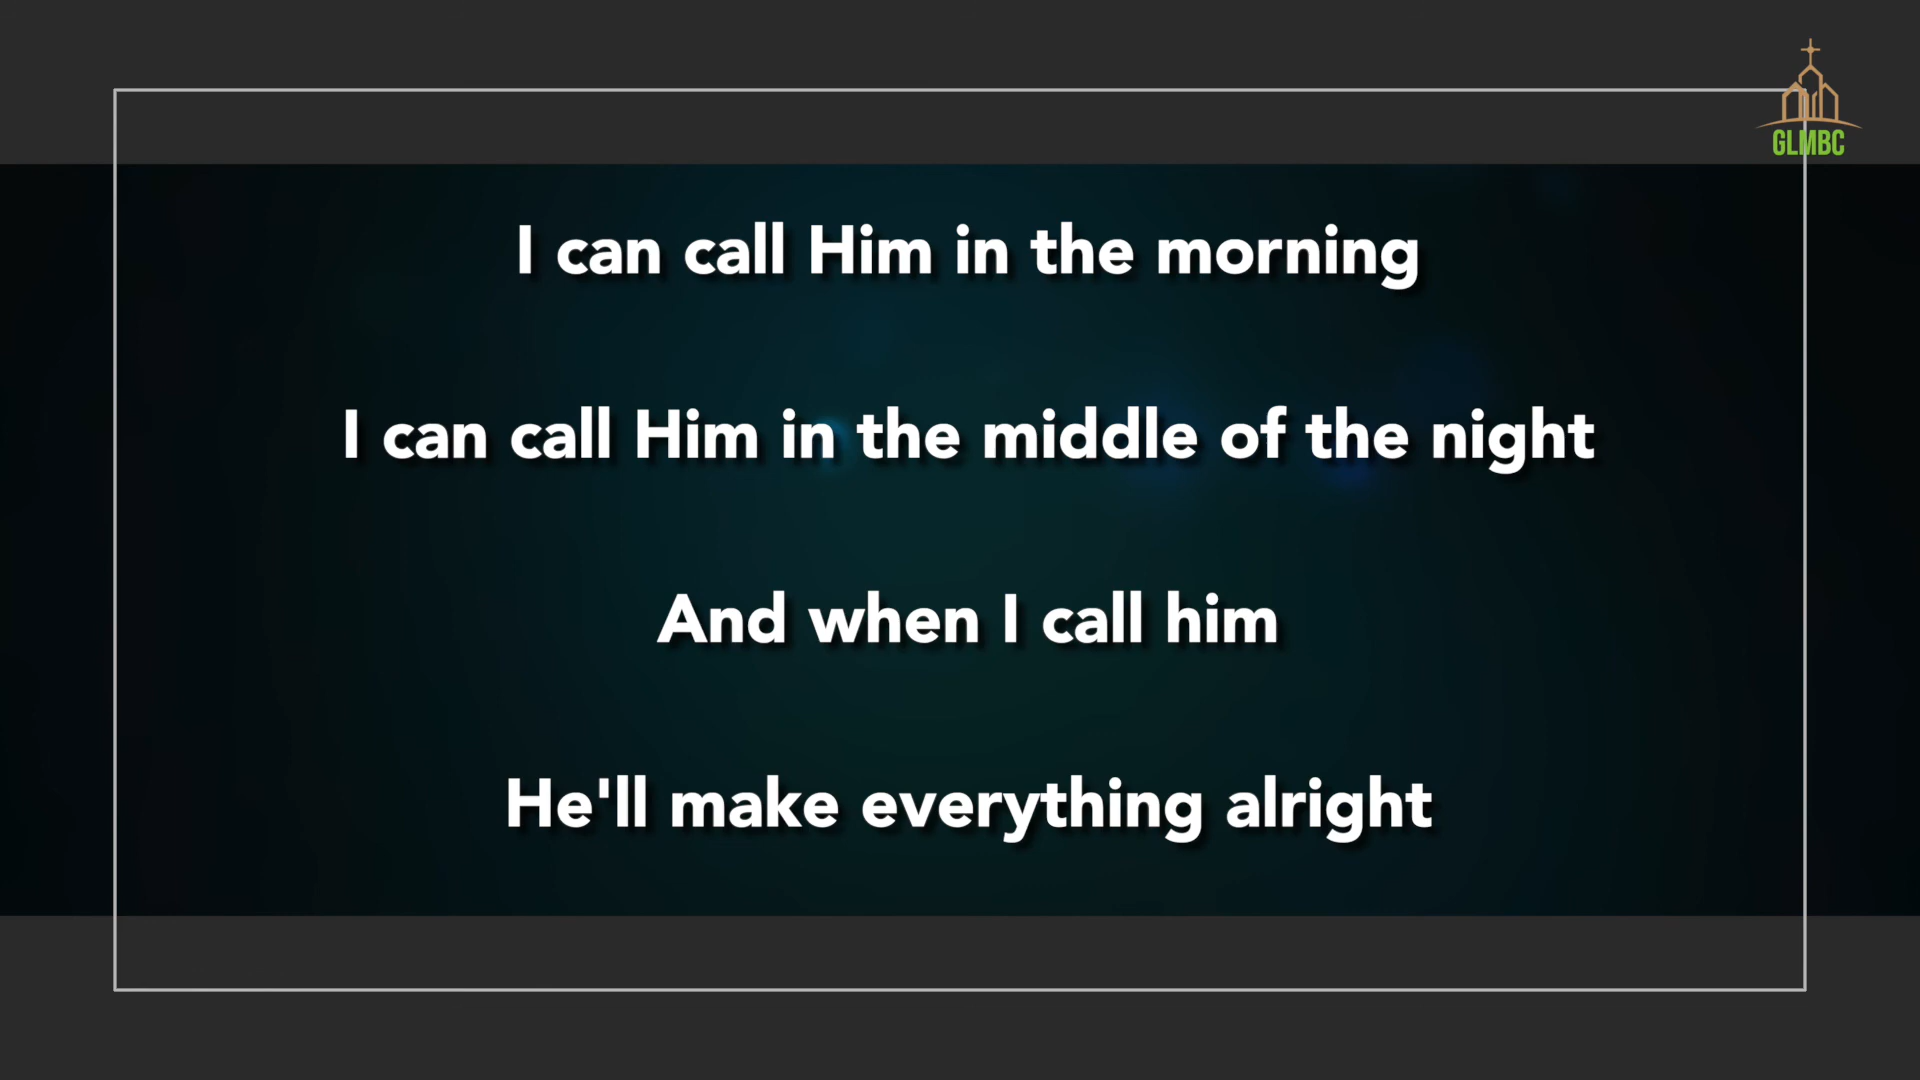 GLMBC
I can call Him in the morning
I can call Him in the middle of the night
And when I call him
He'll make everything alright